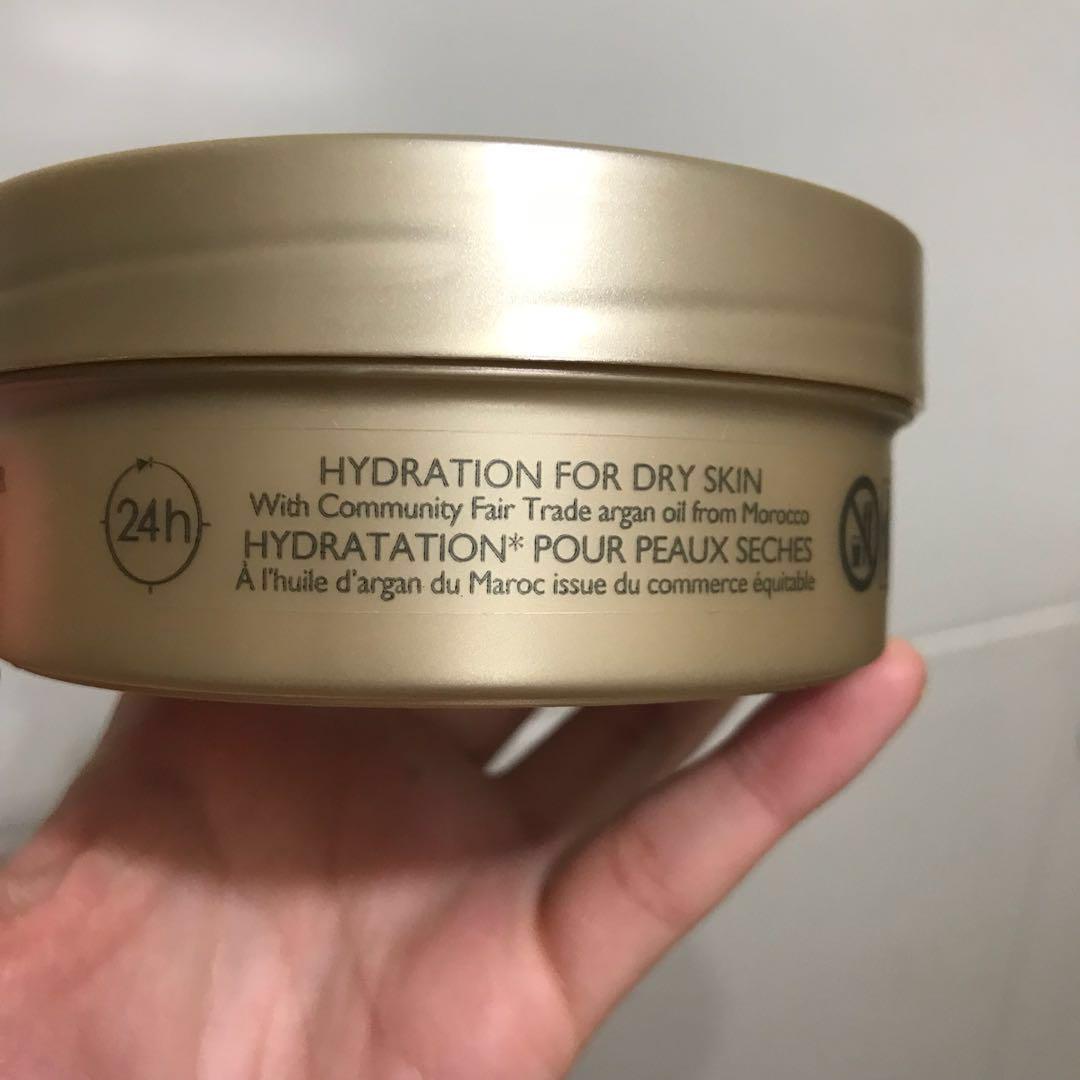 24h
HYDRATION FOR DRY SKIN
With Community Fair Trade argan oil from Morocco
HYDRATATION* POUR PEAUX SECHES
À l'huile d'argan du Maroc issue du commerce équitable